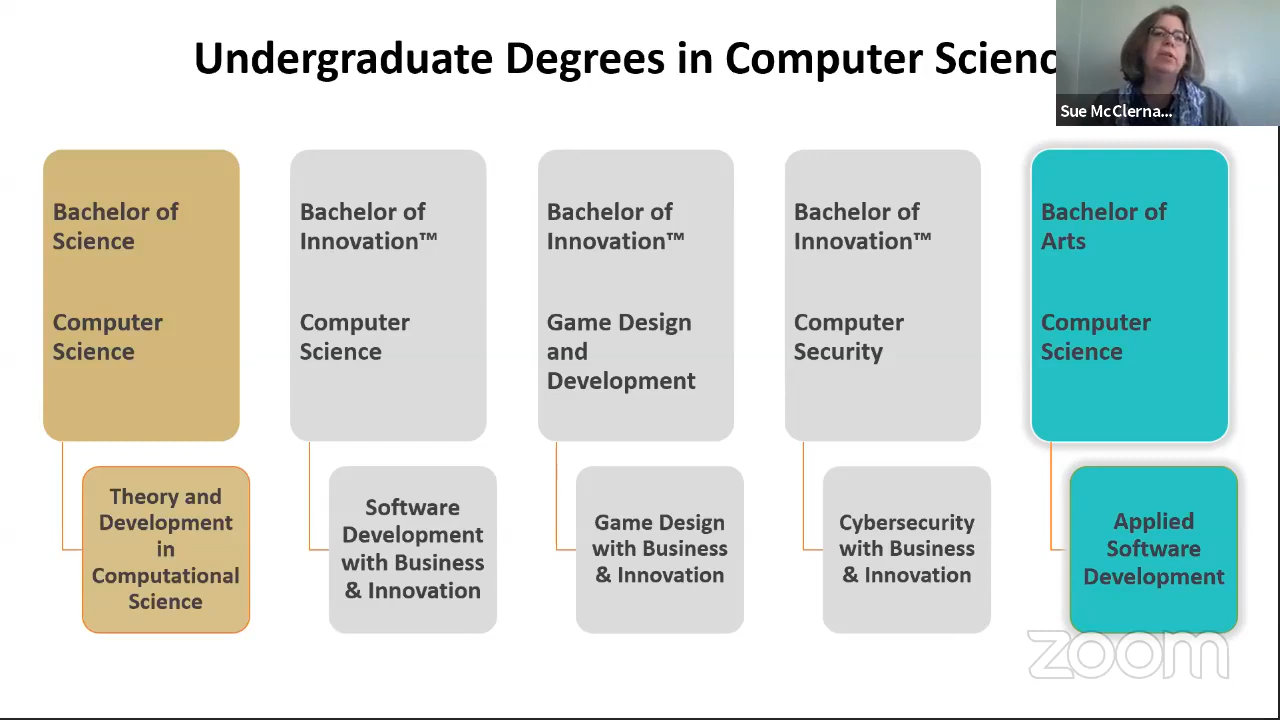 Undergraduate Degrees in Computer Scienc
Sue McClerna...
Bachelor of
Science
Computer
Science
Bachelor of
Innovation™
Computer
Science
Bachelor of
Innovation™
Game Design
and
Development
Bachelor of
Innovation™
Computer
Security
Bachelor of
Arts
Computer
Science
Theory and
Development
in
Computational
Science
Software
Development
with Business
& Innovation
Game Design
with Business
& Innovation
Cybersecurity
with Business
& Innovation
Applied
Software
Development
zoom